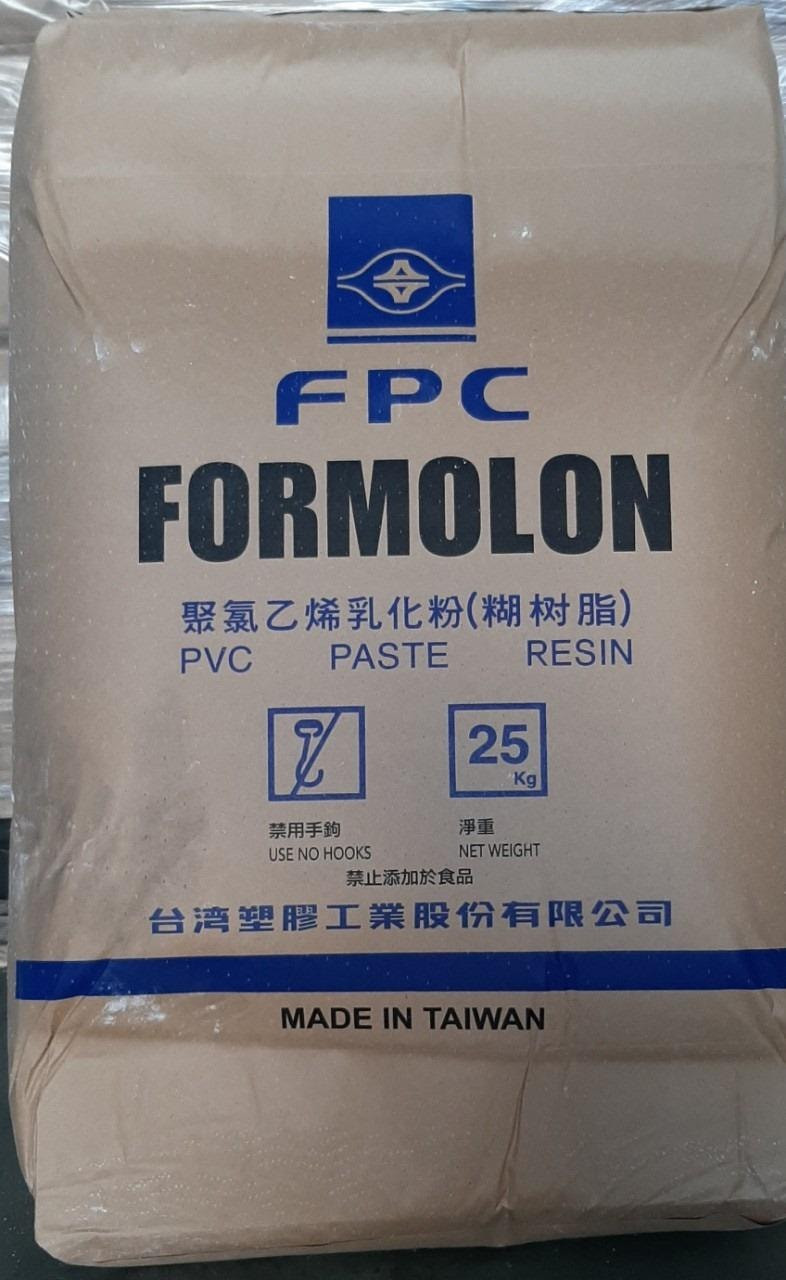 FPC
FORMOLON
聚氯乙烯乳化粉(糊树脂)
PVC PASTE RESIN
25
Kg
禁用手鉤 淨重
USE NO HOOKS NET WEIGHT
禁止添加於食品
台湾塑膠工業股份有限公司
MADE IN TAIWAN